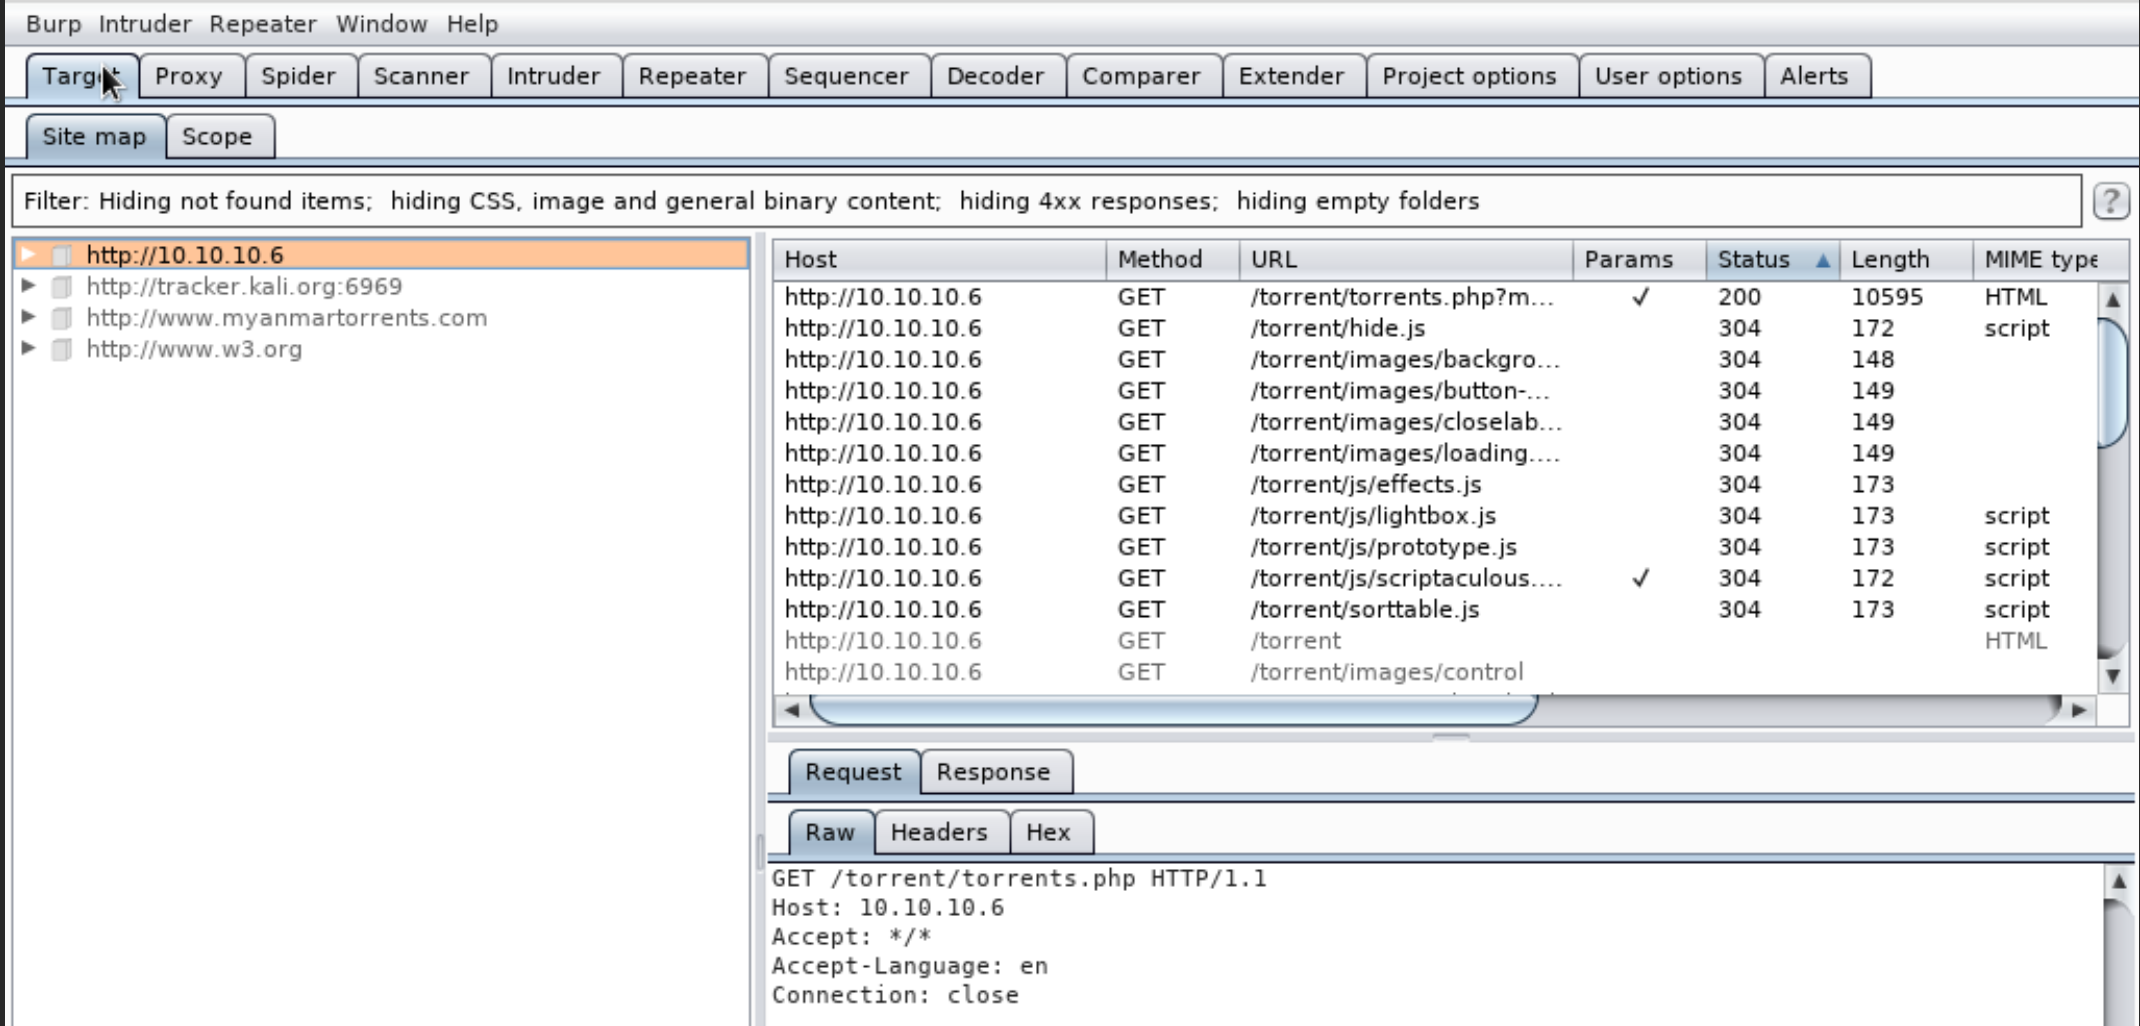 Burp Intruder Repeater Window Help
Target Proxy Spider Scanner Intruder Repeater Sequencer Decoder Comparer Extender Project options User options Alerts
Site map Scope
Filter: Hiding not found items; hiding CSS, image and general binary content; hiding 4xx responses; hiding empty folders ?
http://10.10.10.6
http://tracker.kali.org:6969
http://www.myanmartorrents.com
http://www.w3.org
Host Method URL Params Status Length MIME type
http://10.10.10.6 GET /torrent/torrents.php?m... ✓ 200 10595 HTML
http://10.10.10.6 GET /torrent/hide.js 304 172 script
http://10.10.10.6 GET /torrent/images/backgro... 304 148
http://10.10.10.6 GET /torrent/images/button-... 304 149
http://10.10.10.6 GET /torrent/images/closelab... 304 149
http://10.10.10.6 GET /torrent/images/loading.... 304 149
http://10.10.10.6 GET /torrent/js/effects.js 304 173
http://10.10.10.6 GET /torrent/js/lightbox.js 304 173 script
http://10.10.10.6 GET /torrent/js/prototype.js 304 173 script
http://10.10.10.6 GET /torrent/js/scriptaculous.... ✓ 304 172 script
http://10.10.10.6 GET /torrent/sorttable.js 304 173 script
http://10.10.10.6 GET /torrent HTML
http://10.10.10.6 GET /torrent/images/control
Request Response
Raw Headers Hex
GET /torrent/torrents.php HTTP/1.1
Host: 10.10.10.6
Accept: */*
Accept-Language: en
Connection: close